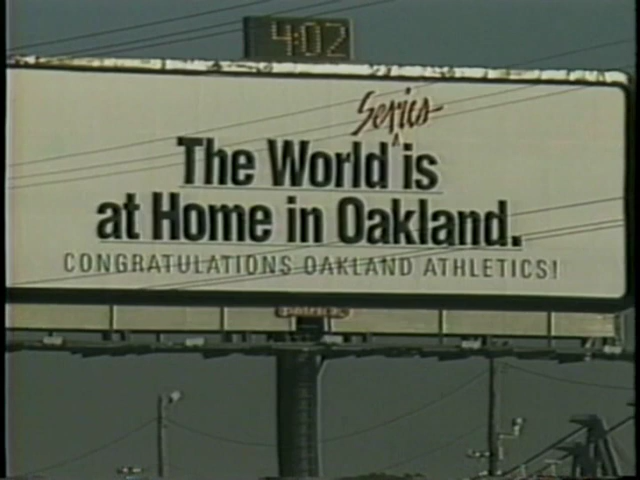 4:02
Series
The World is
at Home in Oakland.
CONGRATULATIONS OAKLAND ATHLETICS!